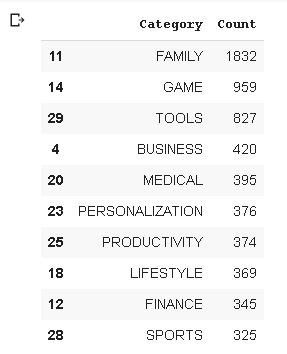 Category Count
11 FAMILY 1832
14 GAME 959
29 TOOLS 827
4 BUSINESS 420
20 MEDICAL 395
23 PERSONALIZATION 376
25 PRODUCTIVITY 374
18 LIFESTYLE 369
12 FINANCE 345
28 SPORTS 325